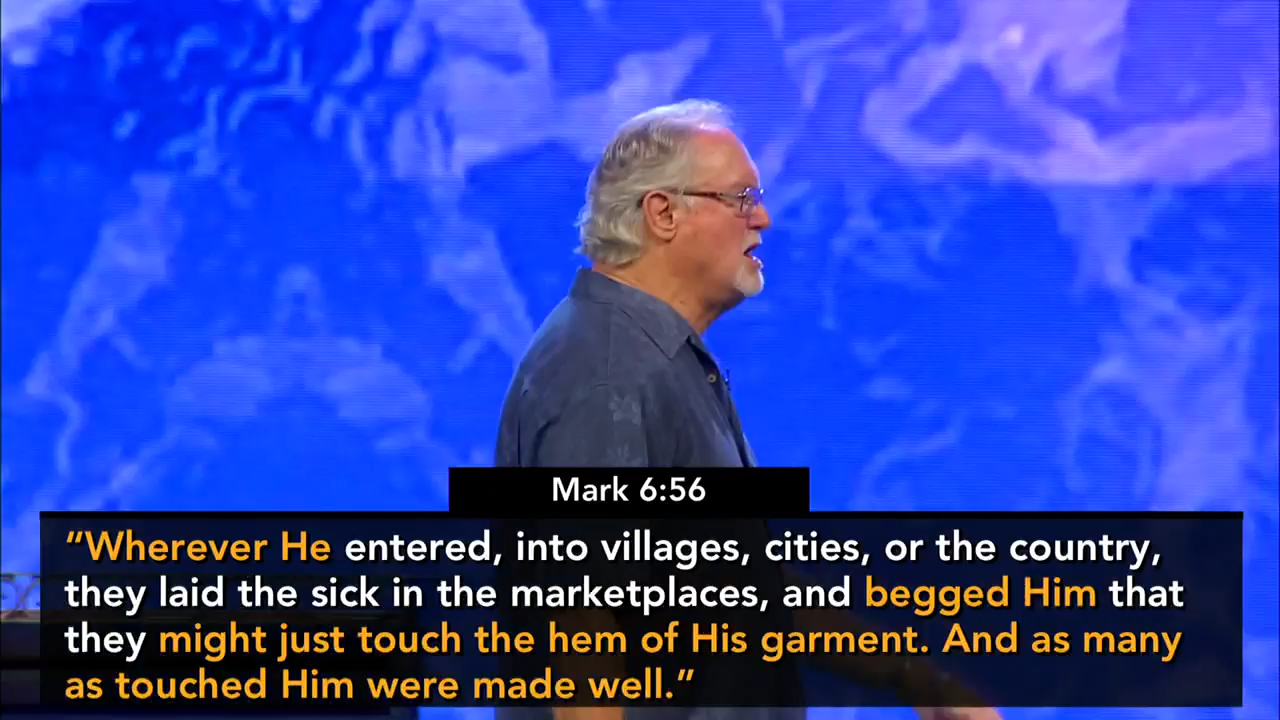 Mark 6:56
”Wherever He entered, into villages, cities, or the country,
they laid the sick in the marketplaces, and begged Him that
they might just touch the hem of His garment. And as many
as touched Him were made well.”